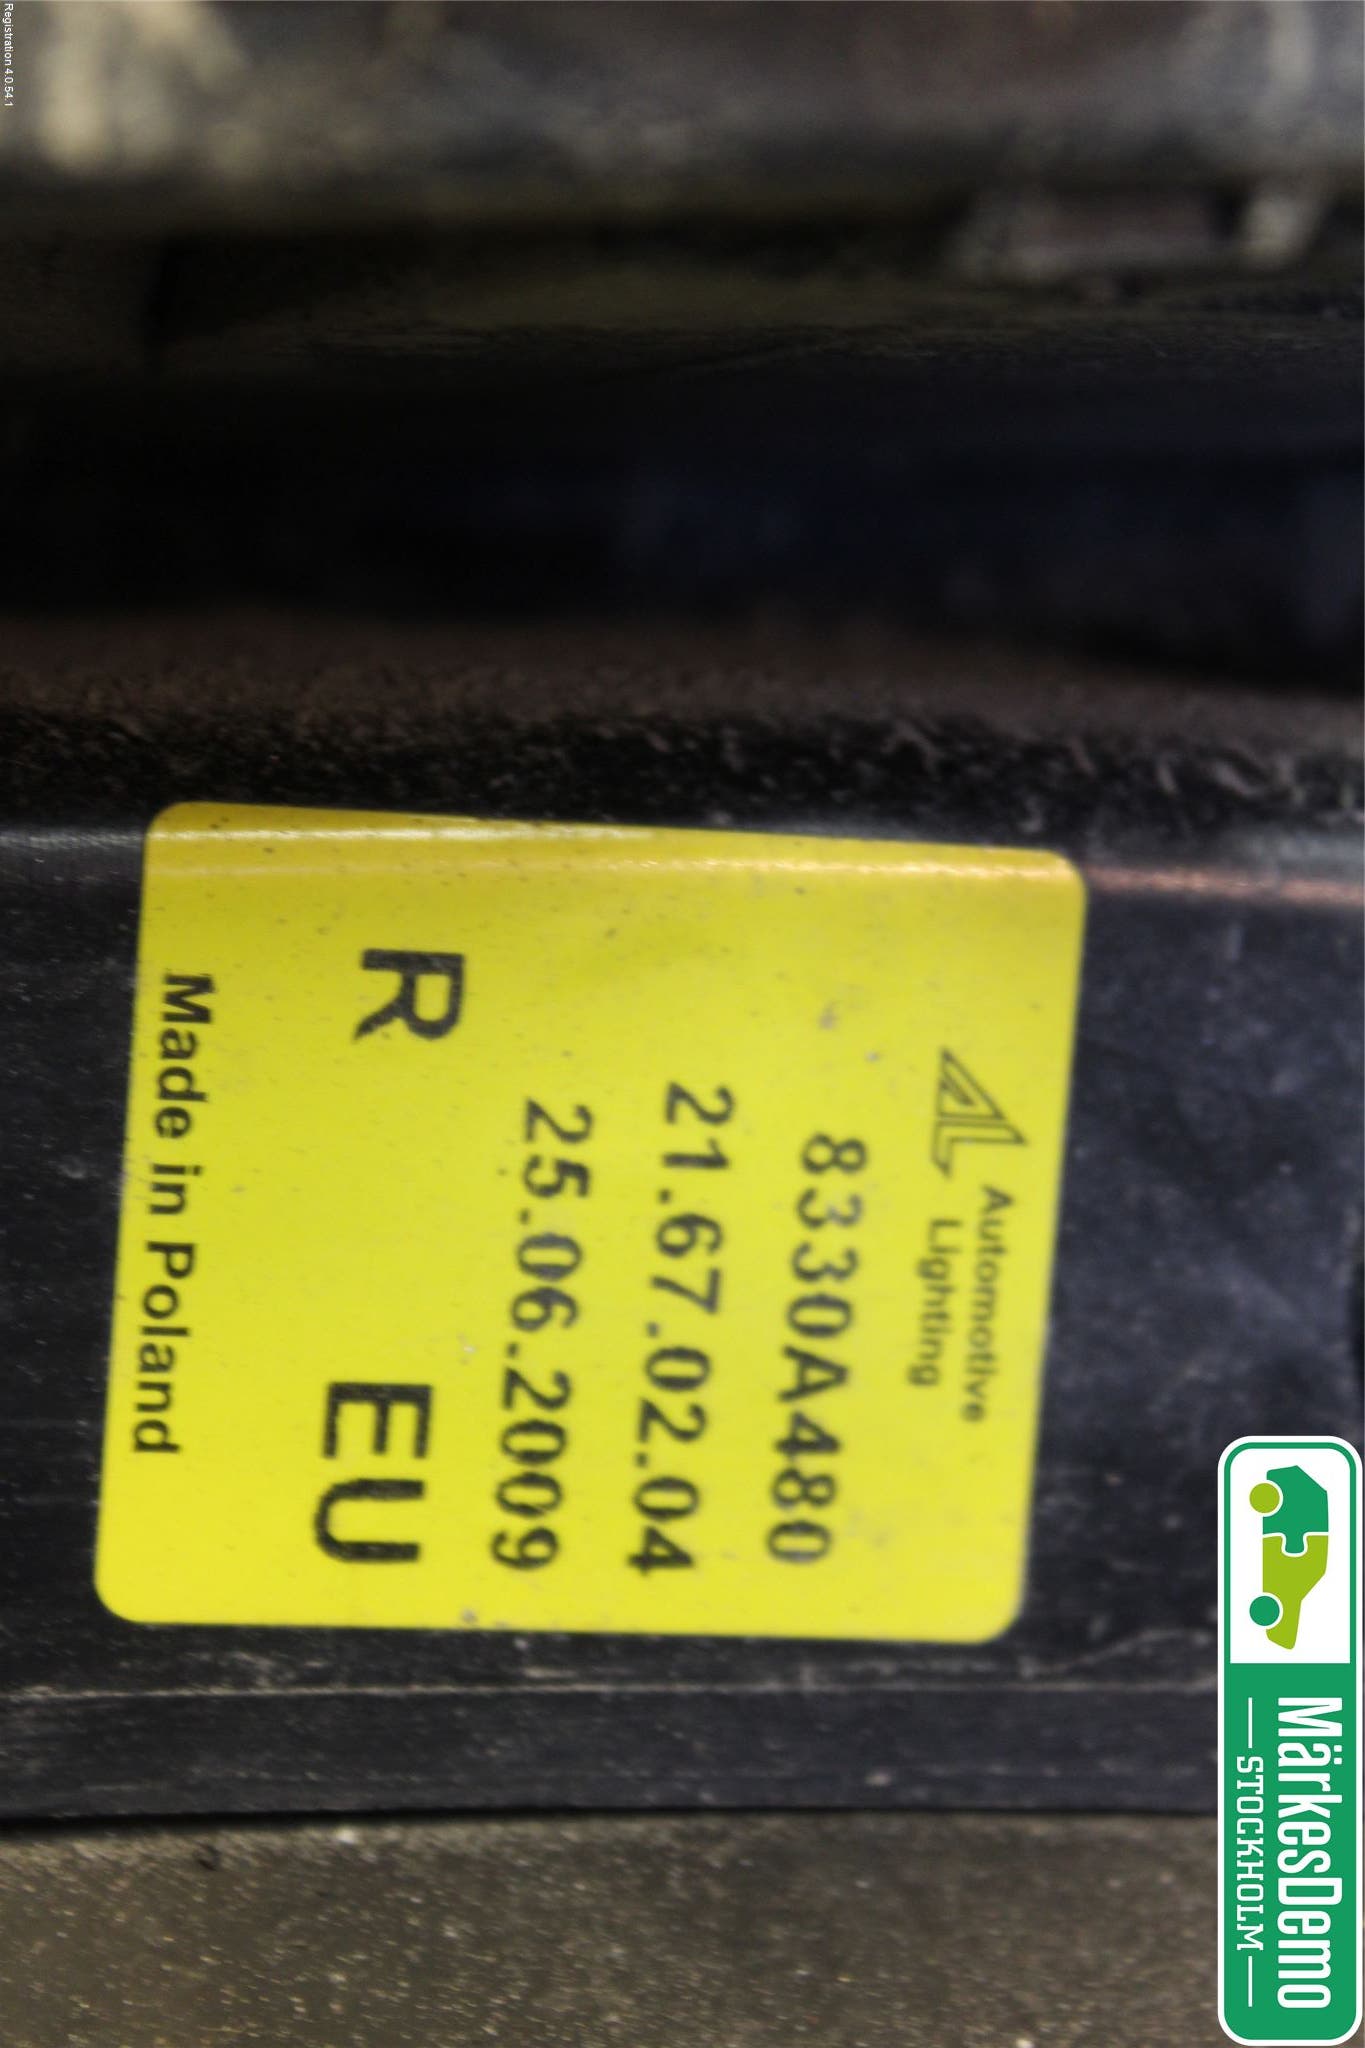 Automotive
Lighting
8330A480
21.67.02.04
25.06.2009
R EU
Made in Poland
MärkesDemo
STOCKHOLM
Registration 4.0.54.1